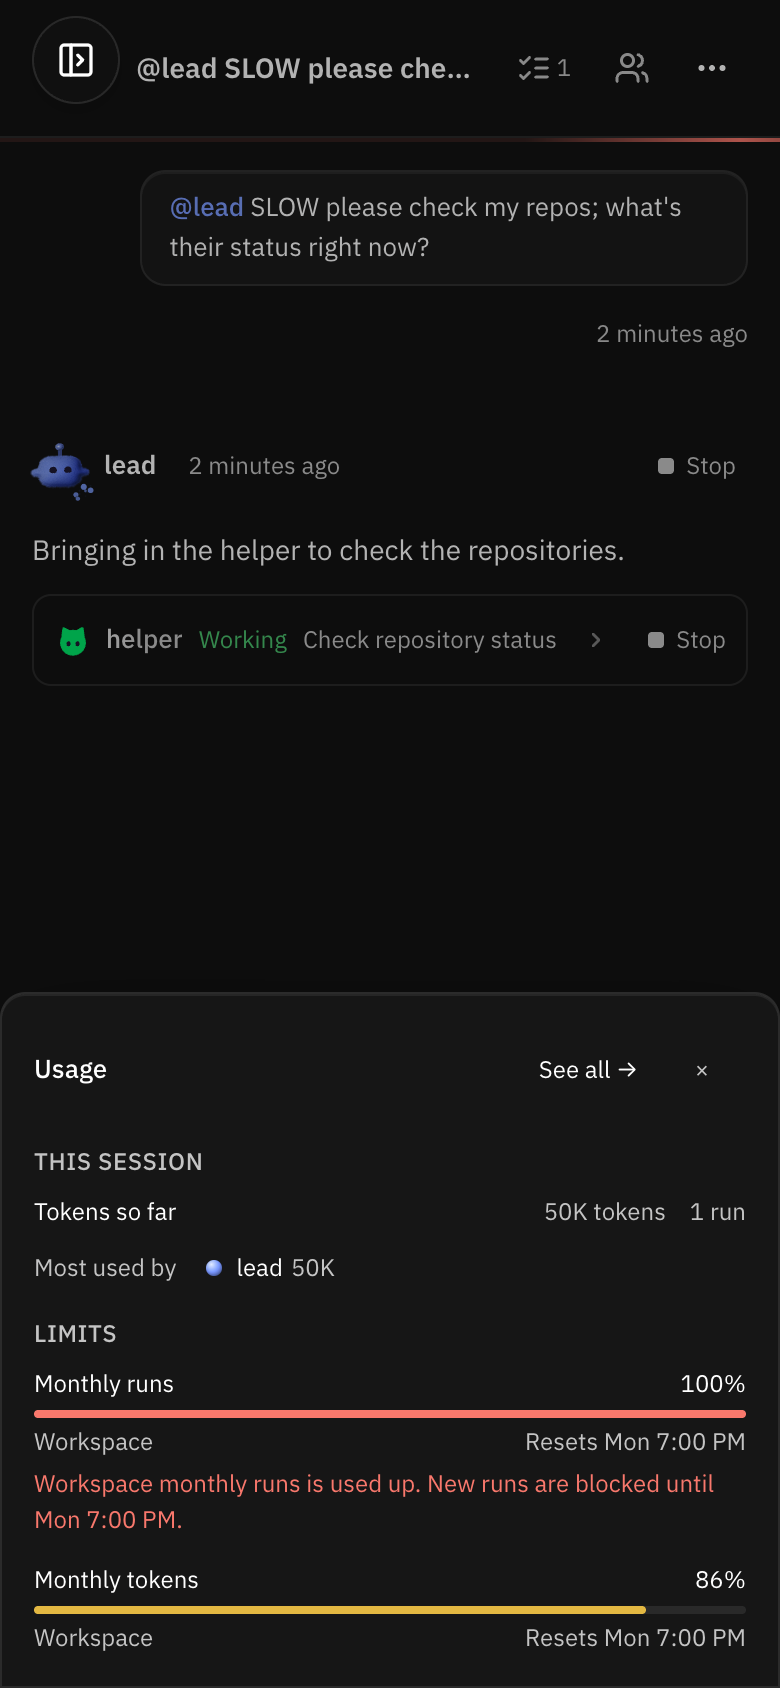 @lead SLOW please che...
1
@lead SLOW please check my repos; what's
their status right now?
2 minutes ago
lead 2 minutes ago Stop
Bringing in the helper to check the repositories.
helper Working Check repository status Stop
Usage See all → ×
THIS SESSION
Tokens so far 50K tokens 1 run
Most used by lead 50K
LIMITS
Monthly runs 100%
Workspace Resets Mon 7:00 PM
Workspace monthly runs is used up. New runs are blocked until
Mon 7:00 PM.
Monthly tokens 86%
Workspace Resets Mon 7:00 PM